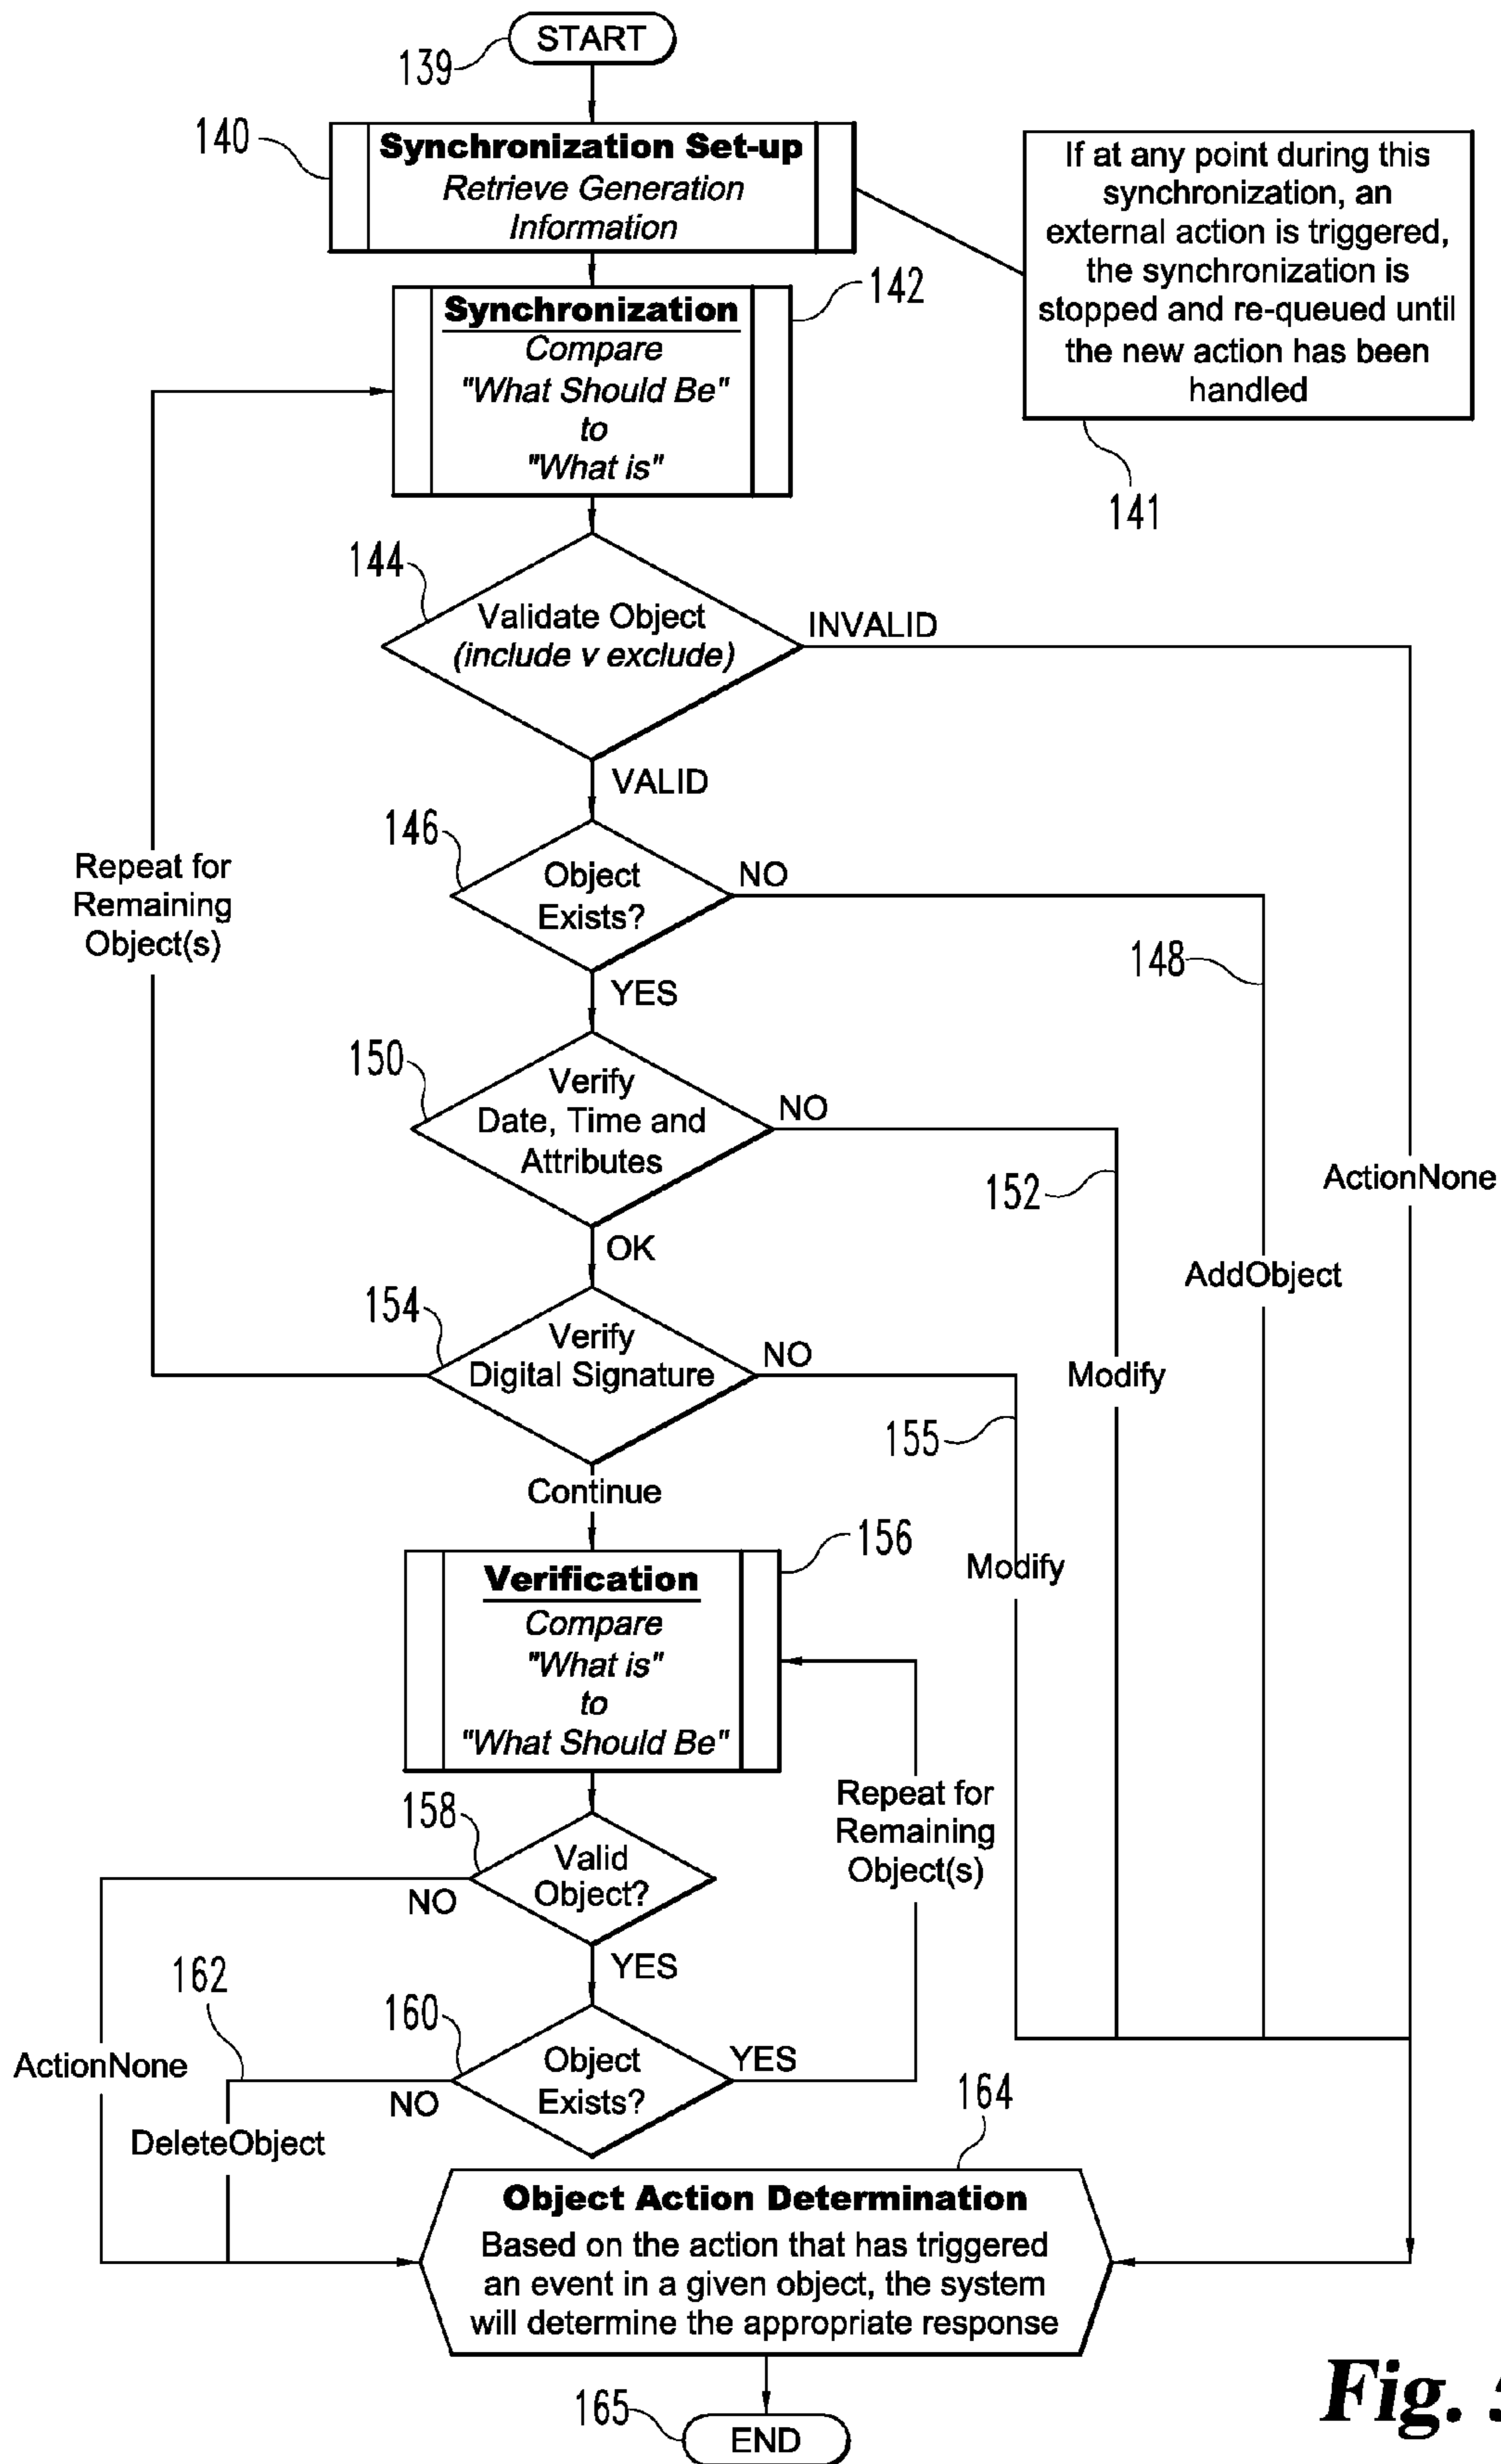 START
139
140
Synchronization Set-up
Retrieve Generation
Information
If at any point during this
synchronization, an
external action is triggered,
the synchronization is
stopped and re-queued until
the new action has been
handled
141
142
Synchronization
Compare
"What Should Be"
to
"What is"
144
Validate Object
(include v exclude)
INVALID
VALID
146
Object
Exists?
NO
Repeat for
Remaining
Object(s)
148
YES
150
Verify
Date, Time and
Attributes
NO
152
ActionNone
OK
AddObject
154
Verify
Digital Signature
NO
Modify
155
Continue
156
Modify
Verification
Compare
"What is"
to
"What Should Be"
Repeat for
Remaining
Object(s)
158
Valid
Object?
NO
YES
162
160
Object
Exists?
YES
NO
ActionNone
DeleteObject
164
Object Action Determination
Based on the action that has triggered
an event in a given object, the system
will determine the appropriate response
165
END
Fig.